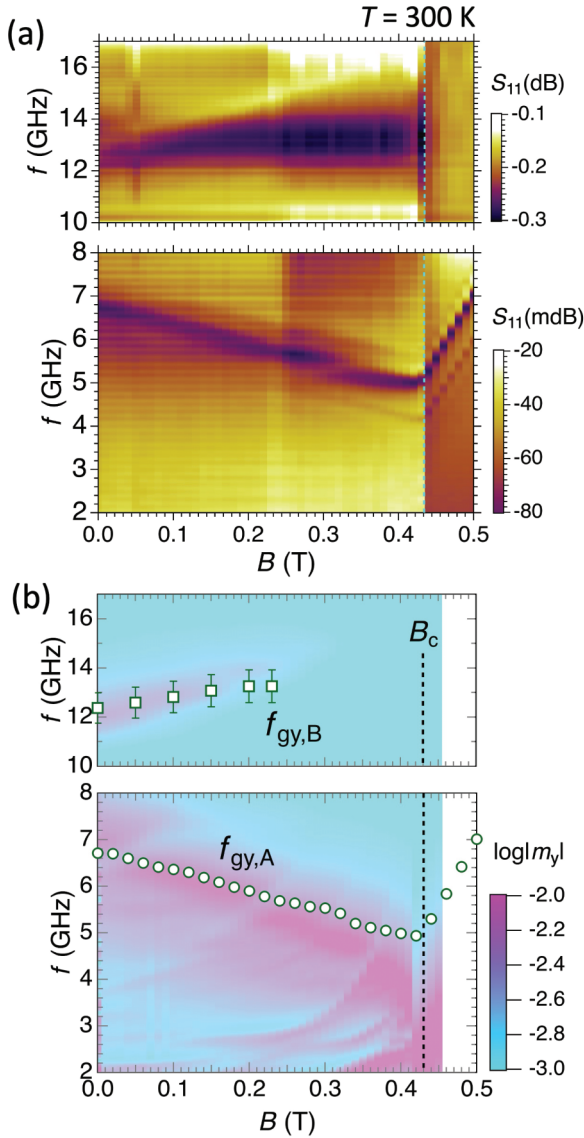 T = 300 K
(a)
16
14
12
10
f (GHz)
S11(dB)
-0.1
-0.2
-0.3
8
7
6
5
4
3
2
f (GHz)
S11(mdB)
-20
-40
-60
-80
0.0 0.1 0.2 0.3 0.4 0.5
B (T)
(b)
16
14
12
10
f (GHz)
Bc
fgy,B
8
7
6
5
4
3
2
f (GHz)
fgy,A
log|my|
-2.0
-2.2
-2.4
-2.6
-2.8
-3.0
0.0 0.1 0.2 0.3 0.4 0.5
B (T)